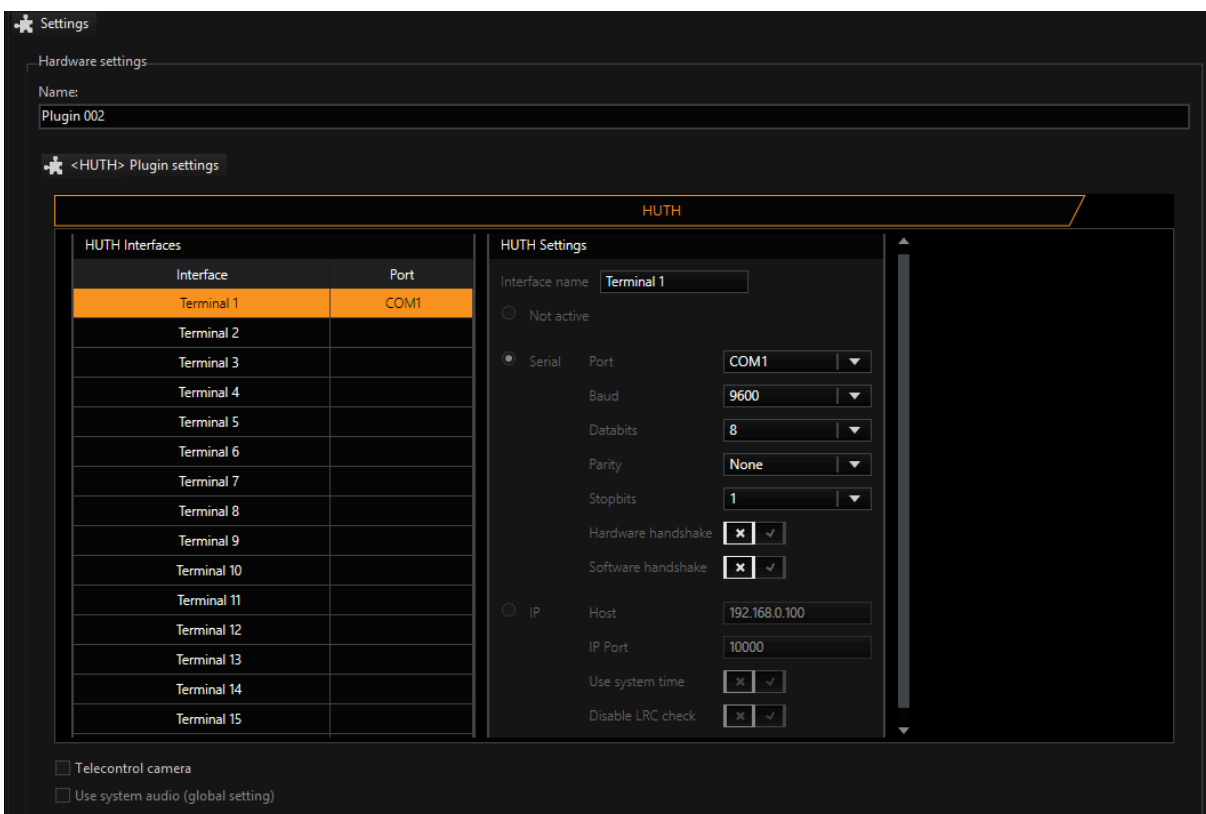 Settings
Hardware settings
Name:
Plugin 002
<HUTH> Plugin settings
HUTH
HUTH Interfaces
Interface Port
Terminal 1 COM1
Terminal 2
Terminal 3
Terminal 4
Terminal 5
Terminal 6
Terminal 7
Terminal 8
Terminal 9
Terminal 10
Terminal 11
Terminal 12
Terminal 13
Terminal 14
Terminal 15
HUTH Settings
Interface name Terminal 1
Not active
Serial Port COM1
Baud 9600
Databits 8
Parity None
Stopbits 1
Hardware handshake
Software handshake
IP Host 192.168.0.100
IP Port 10000
Use system time
Disable LRC check
Telecontrol camera
Use system audio (global setting)